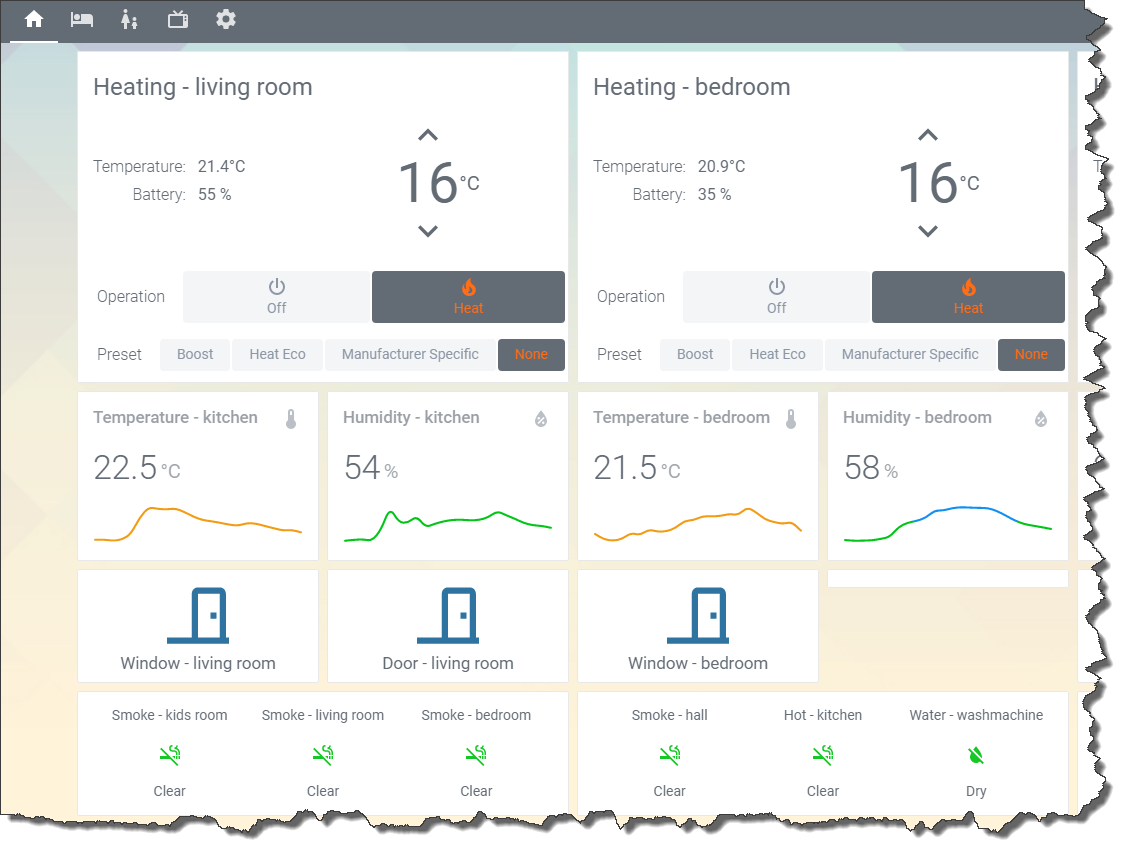 Heating - living room
Temperature: 21.4°C
Battery: 55 %
16 °C
Operation
Off
Heat
Preset
Boost
Heat Eco
Manufacturer Specific
None
Heating - bedroom
Temperature: 20.9°C
Battery: 35 %
16 °C
Operation
Off
Heat
Preset
Boost
Heat Eco
Manufacturer Specific
None
Temperature - kitchen
22.5 °C
Humidity - kitchen
54 %
Temperature - bedroom
21.5 °C
Humidity - bedroom
58 %
Window - living room
Door - living room
Window - bedroom
Smoke - kids room
Smoke - living room
Smoke - bedroom
Clear
Clear
Clear
Smoke - hall
Hot - kitchen
Water - washmachine
Clear
Clear
Dry